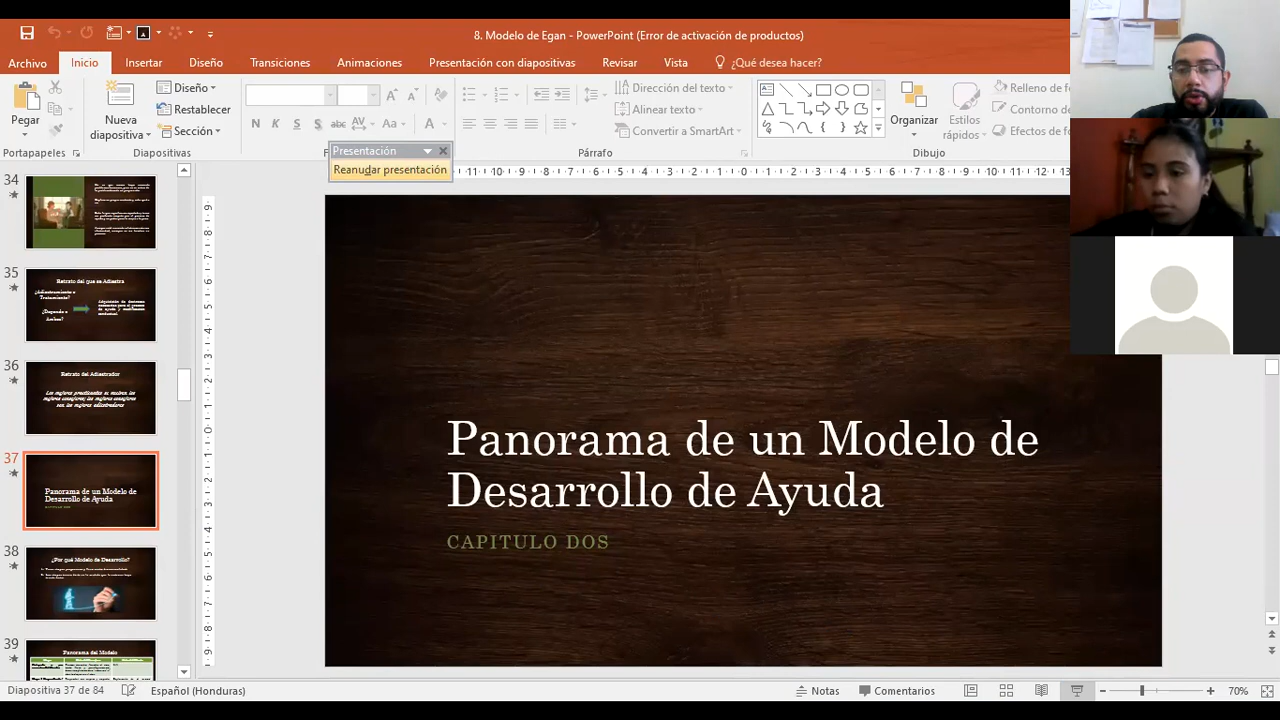 8. Modelo de Egan - PowerPoint (Error de activación de productos)
Archivo Inicio Insertar Diseño Transiciones Animaciones Presentación con diapositivas Revisar Vista ¿Qué desea hacer?
Pegar
Nueva diapositiva
Diseño
Restablecer
Sección
Dirección del texto
Alinear texto
Convertir a SmartArt
Organizar
Estilos rápidos
Relleno de
Contorno de
Efectos de
Portapapeles
Diapositivas
Párrafo
Dibujo
Presentación
Reanudar presentación
34
35
Retrato del que se Adiestra
¿Adiestramiento o Tratamiento?
36
Retrato del Adiestrador
37
Panorama de un Modelo de
Desarrollo de Ayuda
38
¿Por qué Modelo de Desarrollo?
39
Panorama del Modelo
Panorama de un Modelo de
Desarrollo de Ayuda
CAPITULO DOS
Diapositiva 37 de 84
Español (Honduras)
Notas
Comentarios
70%